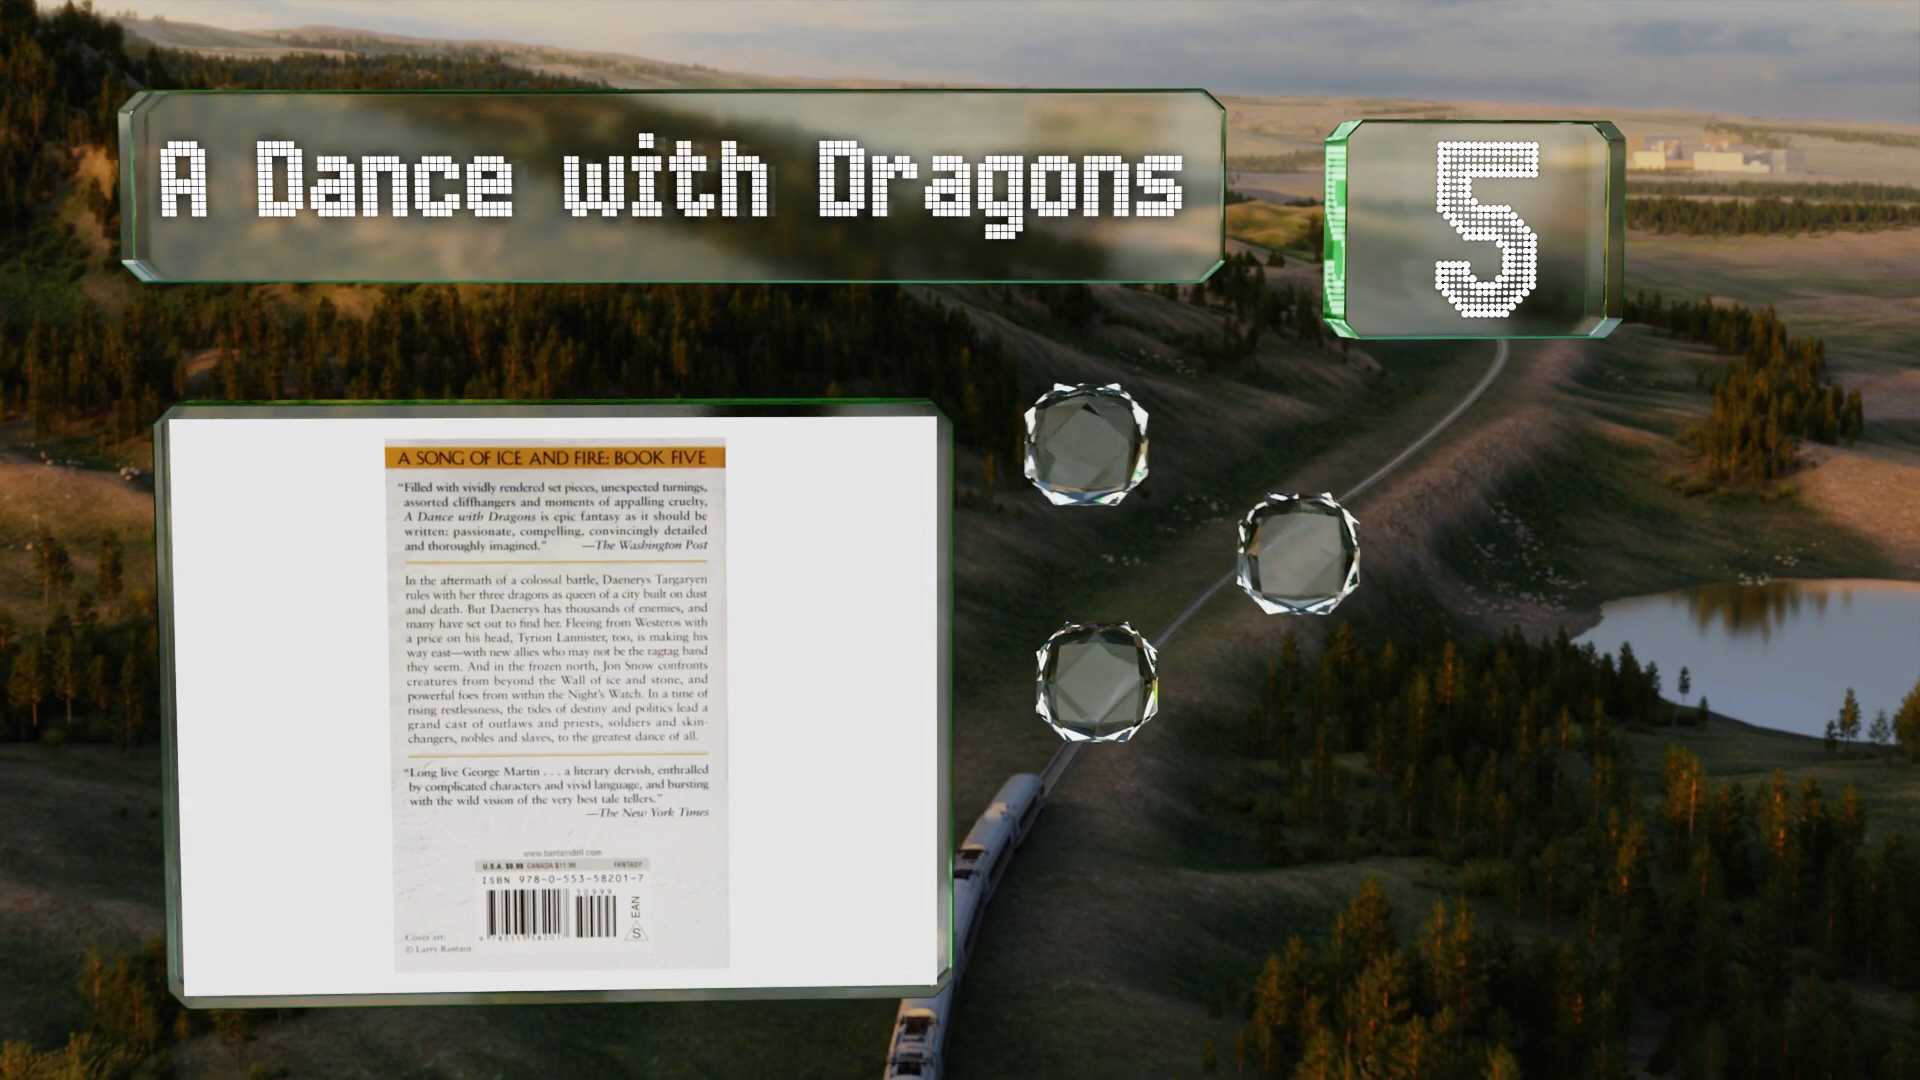 A Dance with Dragons
5
A SONG OF ICE AND FIRE: BOOK FIVE
“Filled with vividly rendered set pieces, unexpected turnings,
assorted cliffhangers and moments of appalling cruelty,
A Dance with Dragons is epic fantasy as it should be
written: passionate, compelling, convincingly detailed
and thoroughly imagined.” —The Washington Post
In the aftermath of a colossal battle, Daenerys Targaryen
rules with her three dragons as queen of a city built on dust
and death. But Daenerys has thousands of enemies, and
many have set out to find her. Fleeing from Westeros with
a price on his head, Tyrion Lannister, too, is making his
way east—with new allies who may not be the ragtag band
they seem. And in the frozen north, Jon Snow confronts
creatures from beyond the Wall of ice and stone, and
powerful foes from within the Night’s Watch. In a time of
rising restlessness, the tides of destiny and politics lead a
grand cast of outlaws and priests, soldiers and skin-
changers, nobles and slaves, to the greatest dance of all.
“Long live George Martin . . . a literary dervish, enthralled
by complicated characters and vivid language, and bursting
with the wild vision of the very best tale tellers.”
—The New York Times
www.bantamdell.com
U.S.A. $9.99 CANADA $11.99 FANTASY
ISBN 978-0-553-58201-7
50999
EAN
S
Cover art:
© Larry Rostant